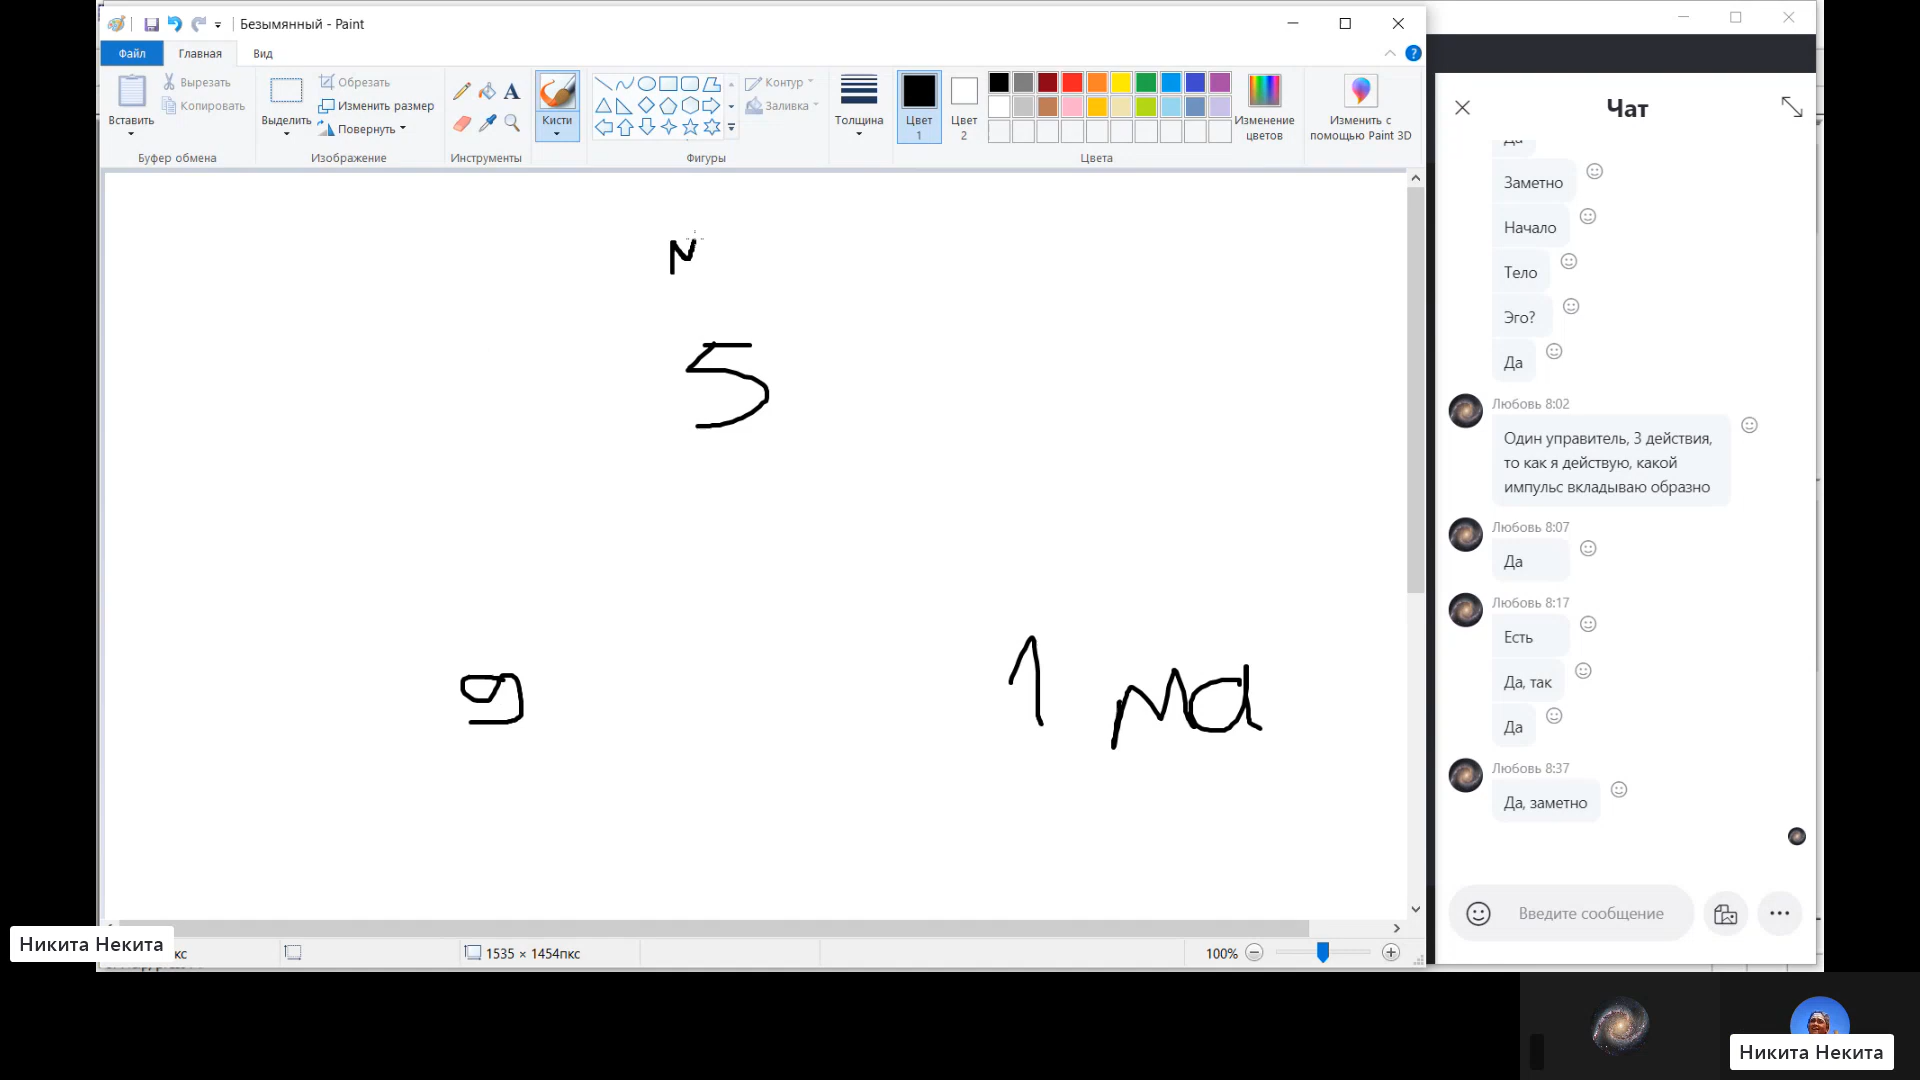 Безымянный - Paint
Файл
Главная
Вид
Вставить
Вырезать
Копировать
Буфер обмена
Выделить
Обрезать
Изменить размер
Повернуть
Изображение
A
Инструменты
Кисти
Контур
Заливка
Фигуры
Толщина
Цвет 1
Цвет 2
Изменение цветов
Цвета
Изменить с помощью Paint 3D
5
9
1
1535 × 1454пкс
100%
Никита Некита
Чат
Да
Заметно
Начало
Тело
Эго?
Да
Любовь 8:02
Один управитель, 3 действия,
то как я действую, какой
импульс вкладываю образно
Любовь 8:07
Да
Любовь 8:17
Есть
Да, так
Да
Любовь 8:37
Да, заметно
Введите сообщение
Никита Некита